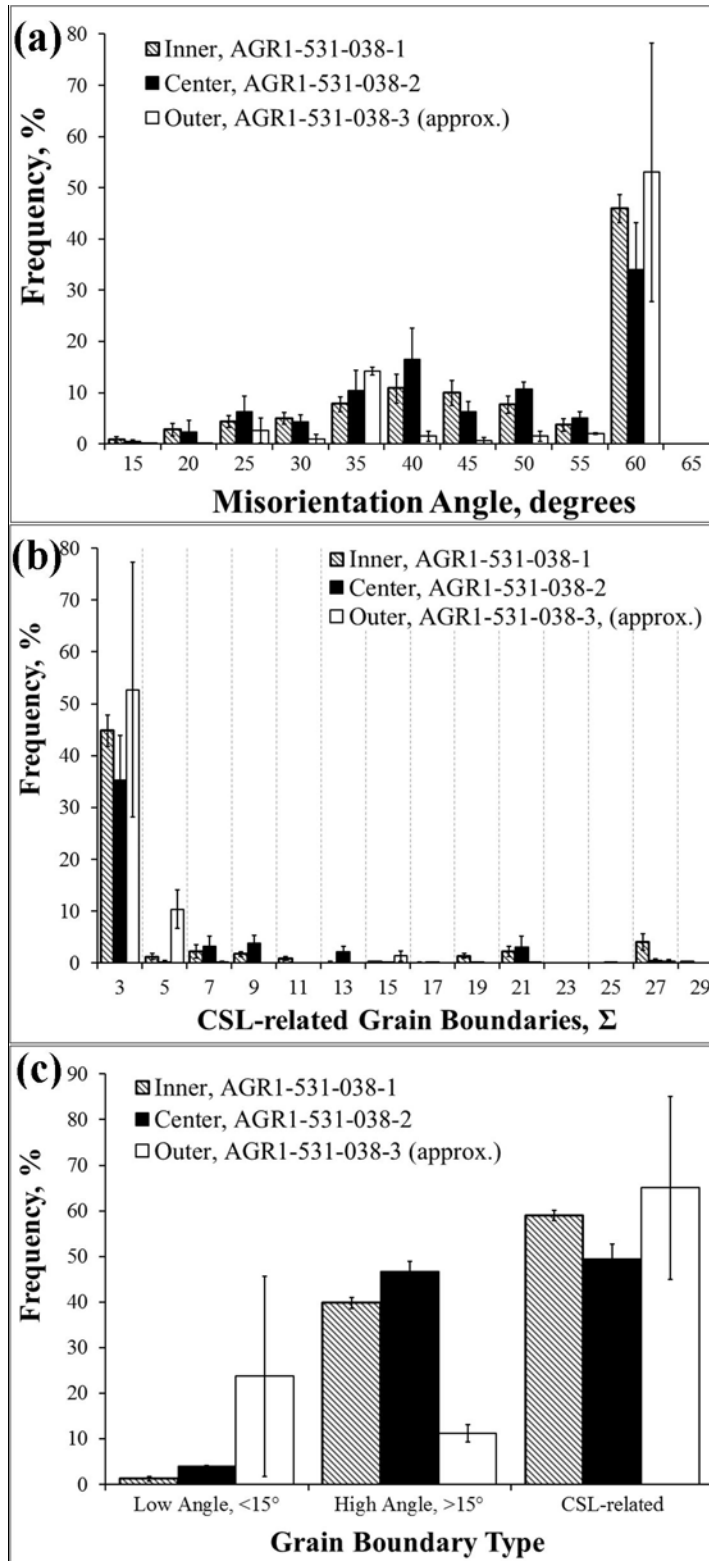 (a)
Inner, AGR1-531-038-1
Center, AGR1-531-038-2
Outer, AGR1-531-038-3 (approx.)
Frequency, %
80
70
60
50
40
30
20
10
0
15 20 25 30 35 40 45 50 55 60 65
Misorientation Angle, degrees
(b)
Inner, AGR1-531-038-1
Center, AGR1-531-038-2
Outer, AGR1-531-038-3, (approx.)
Frequency, %
80
70
60
50
40
30
20
10
0
3 5 7 9 11 13 15 17 19 21 23 25 27 29
CSL-related Grain Boundaries, Σ
(c)
Inner, AGR1-531-038-1
Center, AGR1-531-038-2
Outer, AGR1-531-038-3 (approx.)
Frequency, %
90
80
70
60
50
40
30
20
10
0
Low Angle, <15° High Angle, >15° CSL-related
Grain Boundary Type